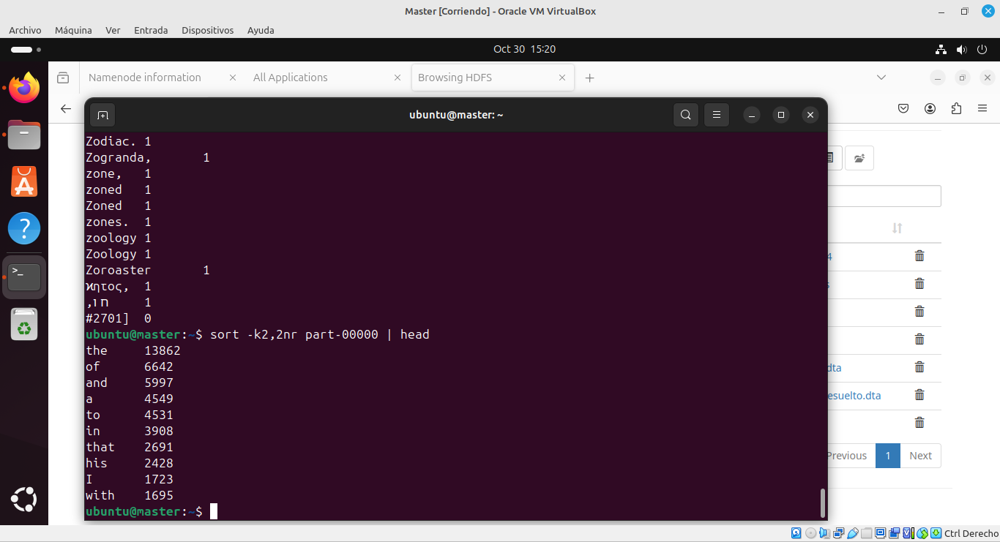 Master [Corriendo] - Oracle VM VirtualBox
Archivo Máquina Ver Entrada Dispositivos Ayuda
Oct 30 15:20
Namenode information
All Applications
Browsing HDFS
ubuntu@master: ~
Zodiac. 1
Zogranda, 1
zone, 1
zoned 1
Zoned 1
zones. 1
zoology 1
Zoology 1
Zoroaster 1
ϰητος, 1
,חו 1
#2701] 0
ubuntu@master:~$ sort -k2,2nr part-00000 | head
the 13862
of 6642
and 5997
a 4549
to 4531
in 3908
that 2691
his 2428
I 1723
with 1695
ubuntu@master:~$
4
s
dta
esuelto.dta
Previous 1 Next
Ctrl Derecho